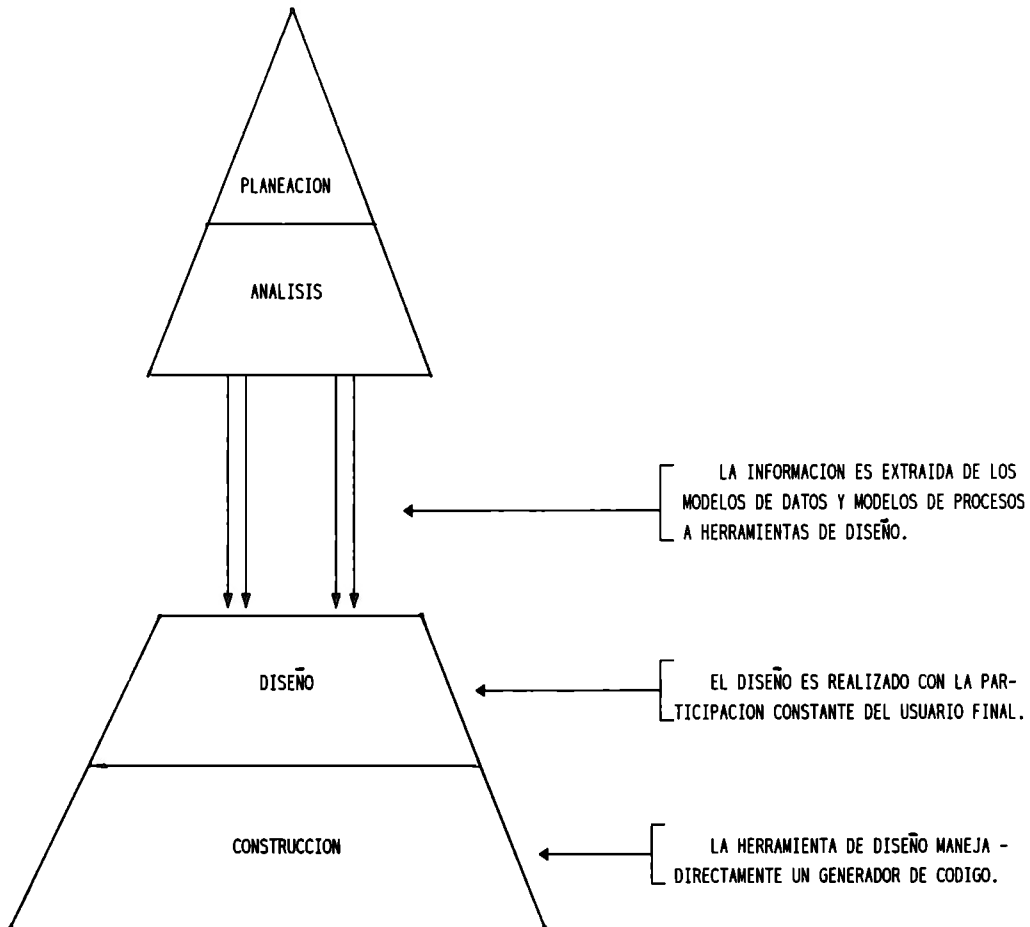 PLANEACION
ANALISIS
LA INFORMACION ES EXTRAIDA DE LOS
MODELOS DE DATOS Y MODELOS DE PROCESOS
A HERRAMIENTAS DE DISEÑO.
DISEÑO
EL DISEÑO ES REALIZADO CON LA PAR-
TICIPACION CONSTANTE DEL USUARIO FINAL.
CONSTRUCCION
LA HERRAMIENTA DE DISEÑO MANEJA -
DIRECTAMENTE UN GENERADOR DE CODIGO.